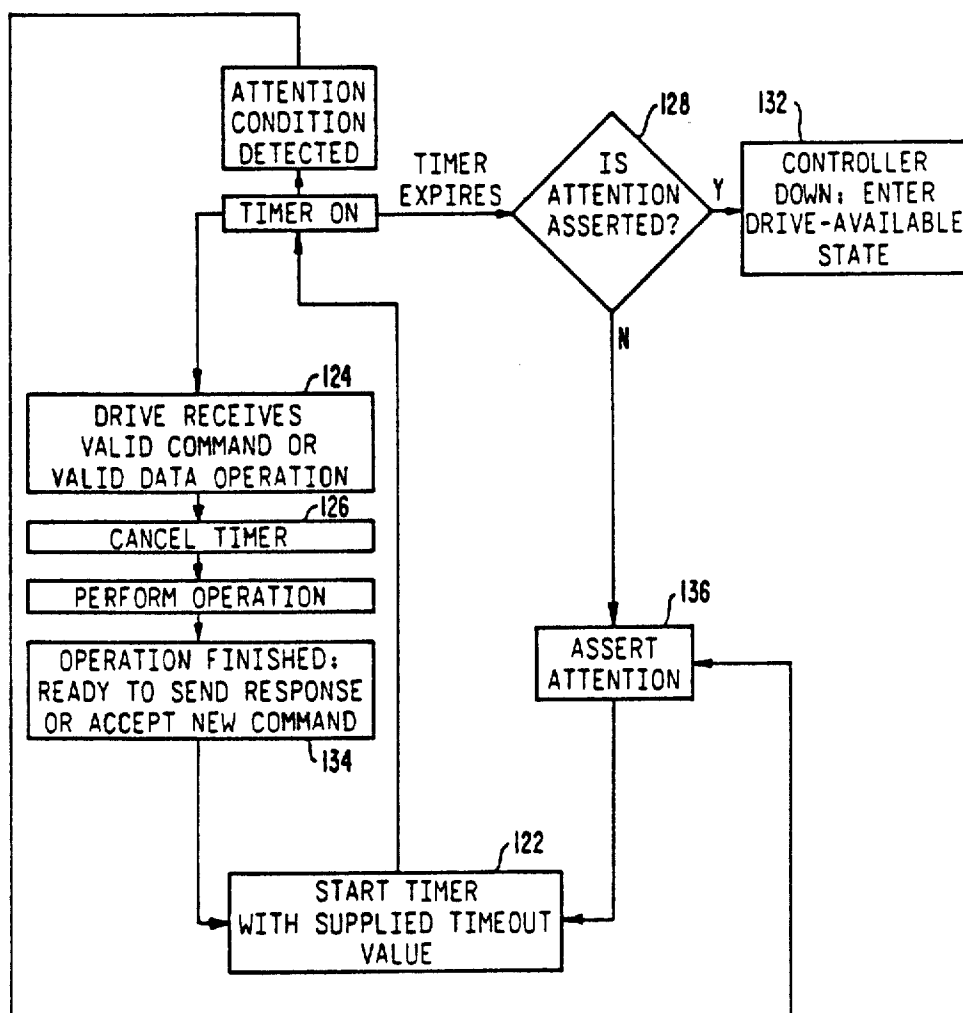 ATTENTION
CONDITION
DETECTED
TIMER ON
TIMER
EXPIRES
128
IS
ATTENTION
ASSERTED?
Y
N
132
CONTROLLER
DOWN: ENTER
DRIVE-AVAILABLE
STATE
124
DRIVE RECEIVES
VALID COMMAND OR
VALID DATA OPERATION
126
CANCEL TIMER
PERFORM OPERATION
OPERATION FINISHED:
READY TO SEND RESPONSE
OR ACCEPT NEW COMMAND
134
136
ASSERT
ATTENTION
122
START TIMER
WITH SUPPLIED TIMEOUT
VALUE